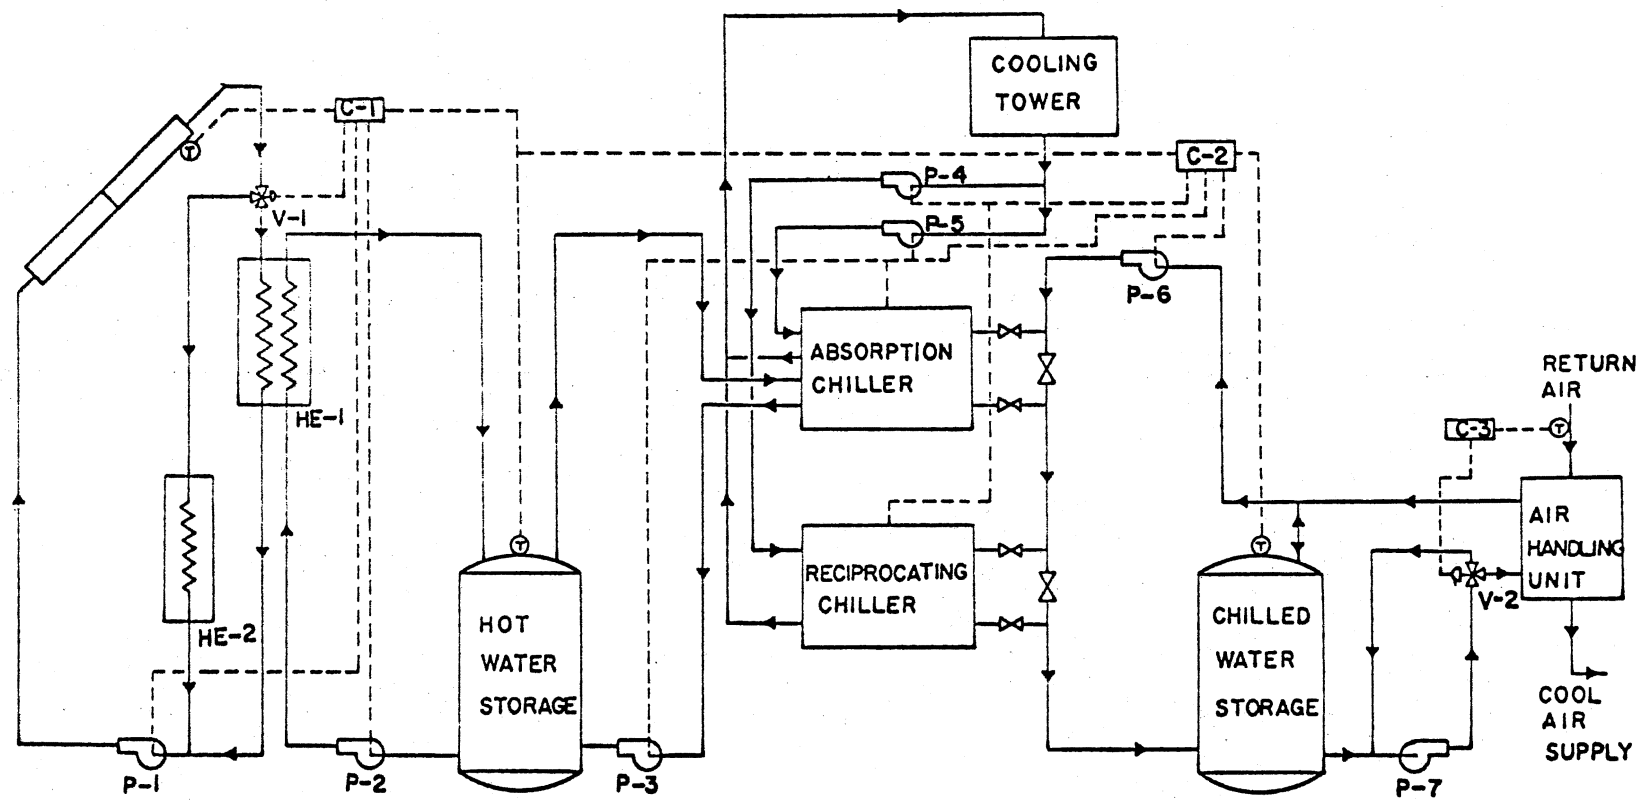 COOLING
TOWER
C-1
T
C-2
P-4
V-1
P-5
P-6
HE-1
ABSORPTION
CHILLER
RETURN
AIR
C-3
T
AIR
HANDLING
UNIT
V-2
T
T
RECIPROCATING
CHILLER
HE-2
HOT
WATER
STORAGE
CHILLED
WATER
STORAGE
COOL
AIR
SUPPLY
P-1
P-2
P-3
P-7